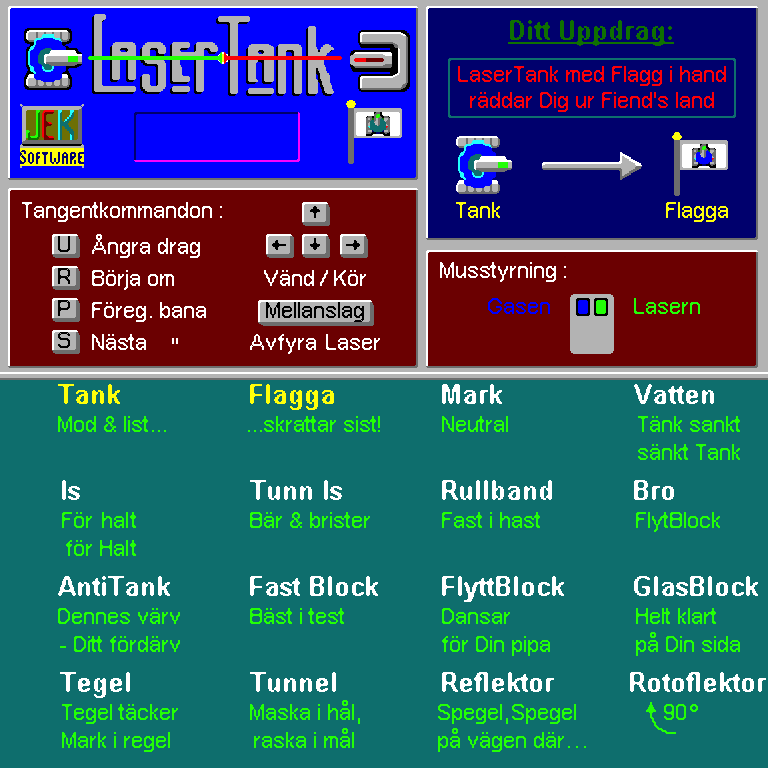 LaserTank
JEK
SOFTWARE
Ditt Uppdrag:
LaserTank med Flagg i hand
räddar Dig ur Fiend's land
Tank
Flagga
Tangentkommandon :
U Ångra drag
R Börja om
P Föreg. bana
S Nästa "
↑
← ↓ →
Vänd / Kör
Mellanslag
Avfyra Laser
Musstyrning :
Gasen
Lasern
Tank
Mod & list...
Flagga
...skrattar sist!
Mark
Neutral
Vatten
Tänk sankt
sänkt Tank
Is
För halt
för Halt
Tunn Is
Bär & brister
Rullband
Fast i hast
Bro
FlytBlock
AntiTank
Dennes värv
- Ditt fördärv
Fast Block
Bäst i test
FlyttBlock
Dansar
för Din pipa
GlasBlock
Helt klart
på Din sida
Tegel
Tegel täcker
Mark i regel
Tunnel
Maska i hål,
raska i mål
Reflektor
Spegel,Spegel
på vägen där...
Rotoflektor
90°